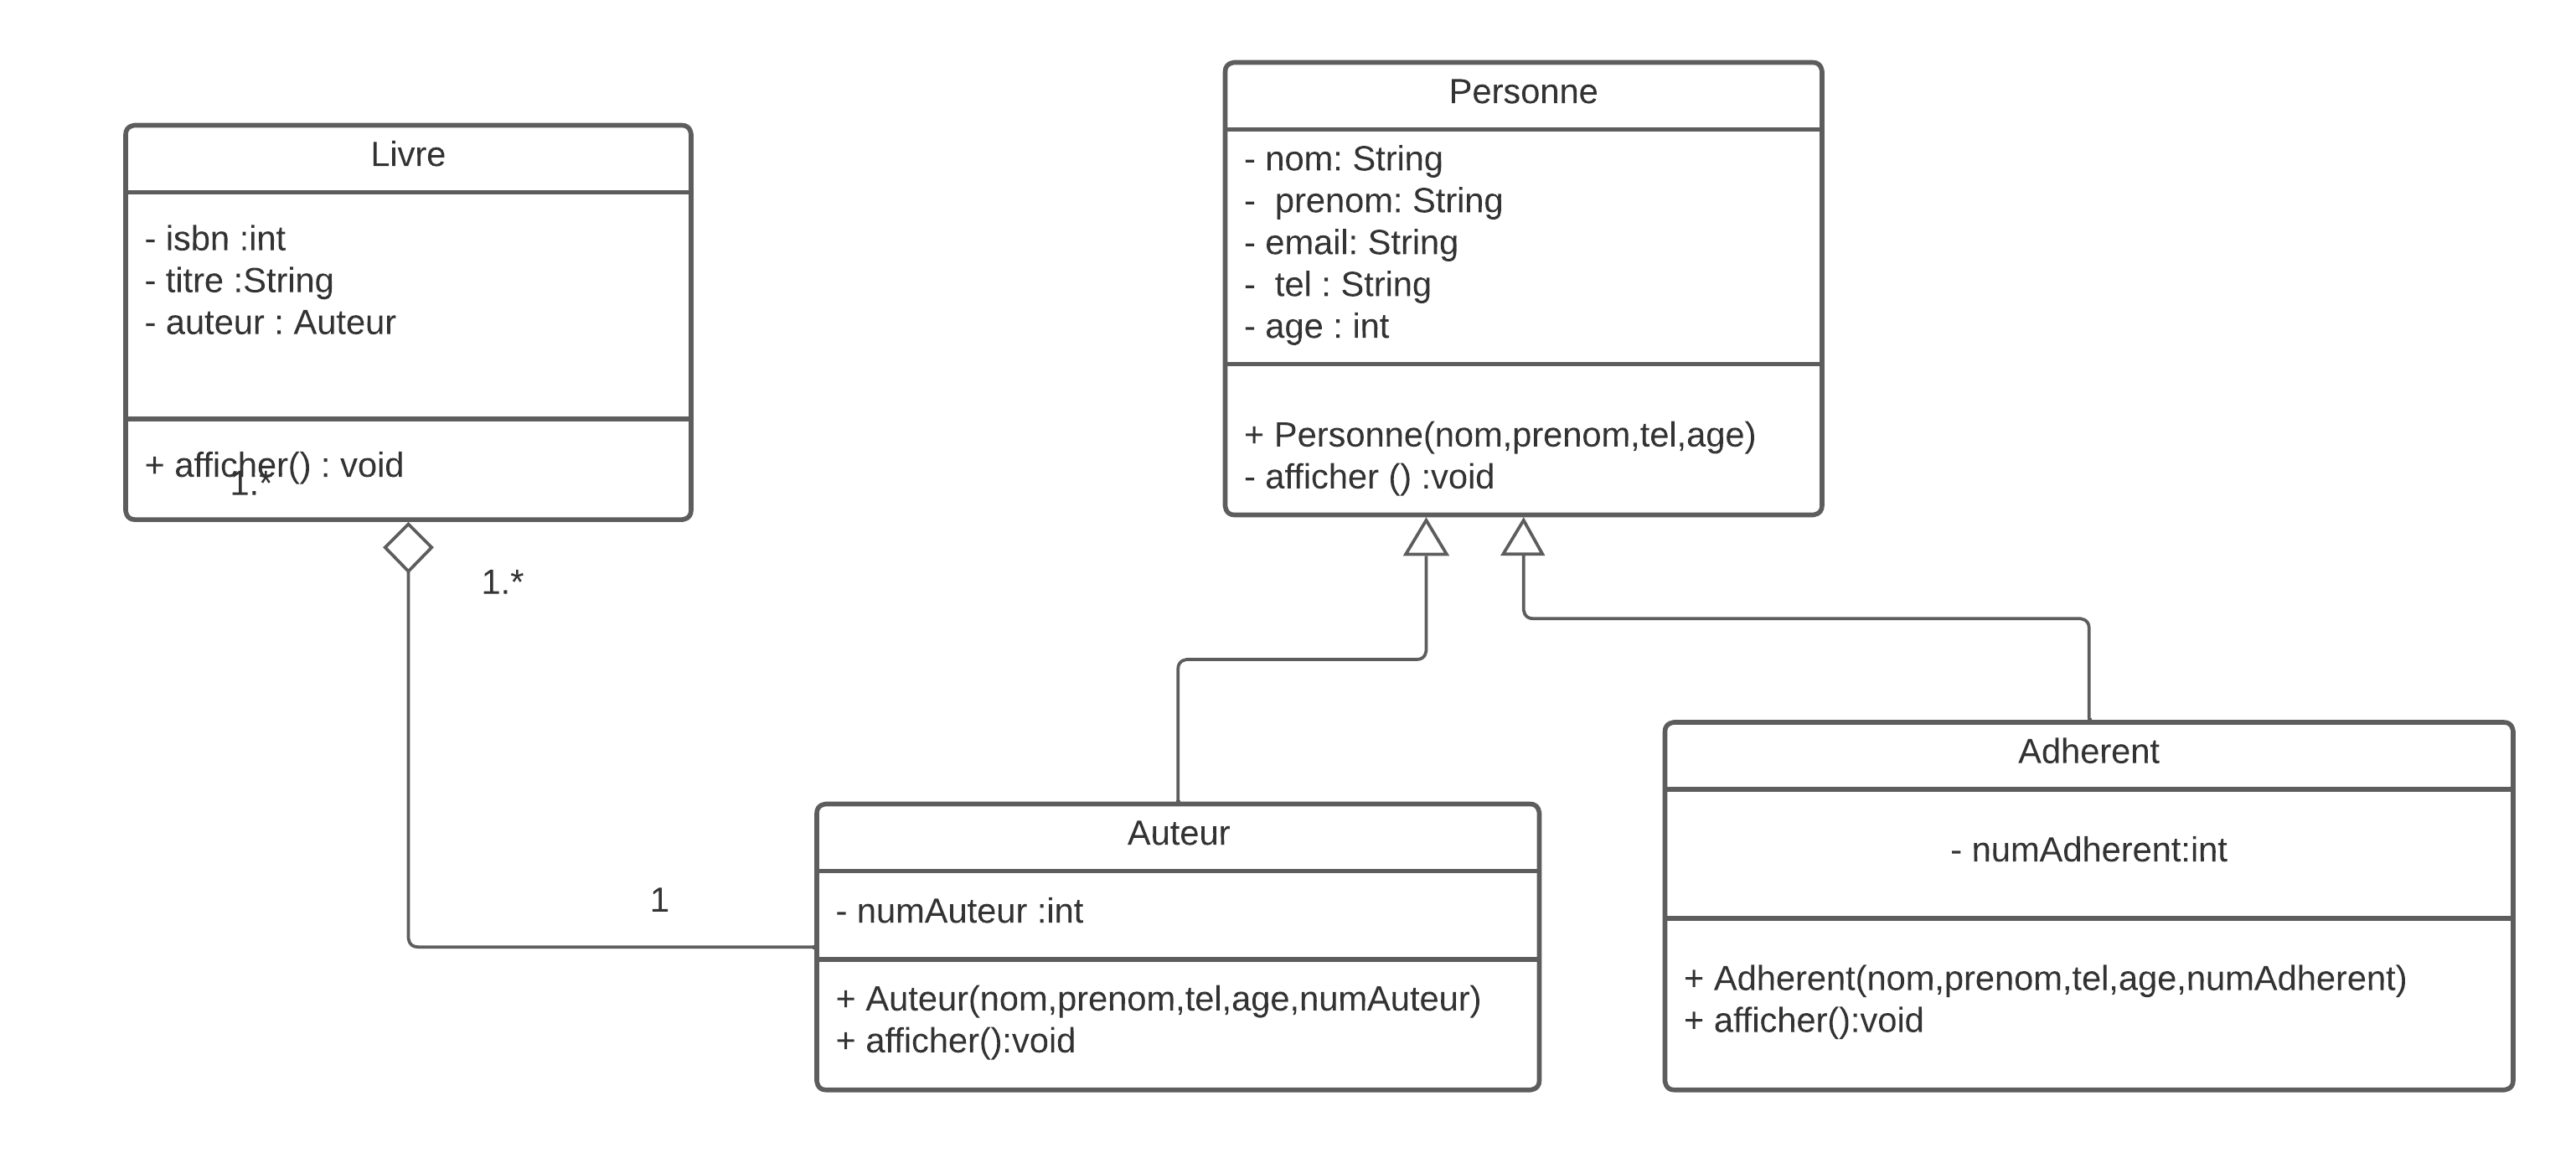 Livre
- isbn :int
- titre :String
- auteur : Auteur
+ afficher() : void
1.*
1.*
1
Personne
- nom: String
-  prenom: String
- email: String
-  tel : String
- age : int
+ Personne(nom,prenom,tel,age)
- afficher () :void
Auteur
- numAuteur :int
+ Auteur(nom,prenom,tel,age,numAuteur)
+ afficher():void
Adherent
- numAdherent:int
+ Adherent(nom,prenom,tel,age,numAdherent)
+ afficher():void